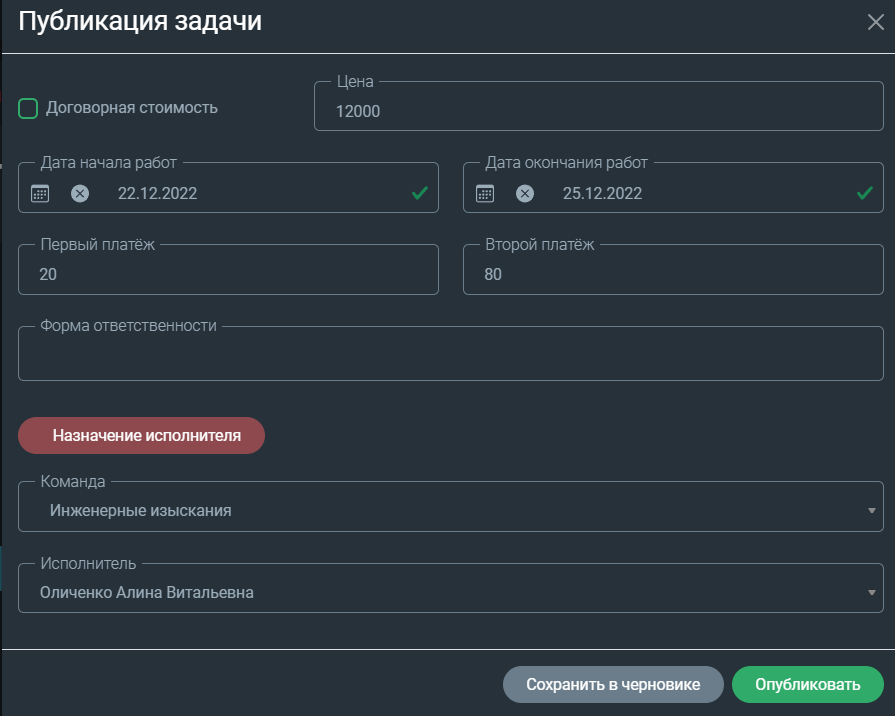 Публикация задачи
Договорная стоимость
Цена
12000
Дата начала работ
22.12.2022
Дата окончания работ
25.12.2022
Первый платёж
20
Второй платёж
80
Форма ответственности
Назначение исполнителя
Команда
Инженерные изыскания
Исполнитель
Оличенко Алина Витальевна
Сохранить в черновике
Опубликовать